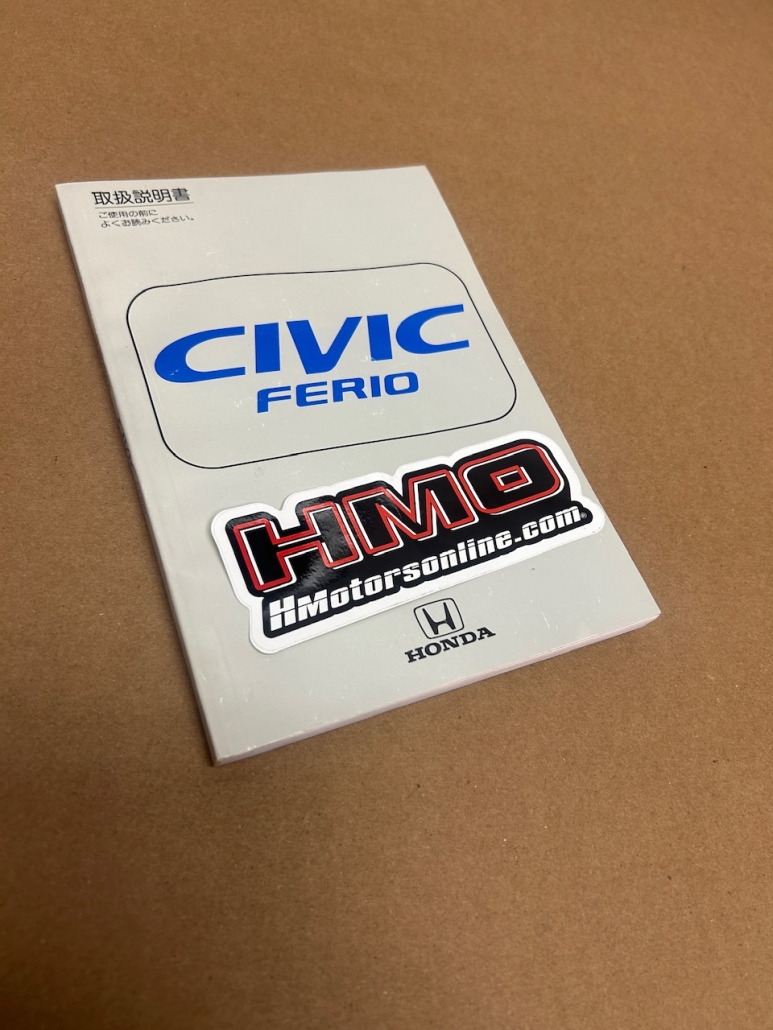 取扱説明書
ご使用の前に
よくお読みください。
CIVIC
FERIO
HMO
HMotorsonline.com
HONDA